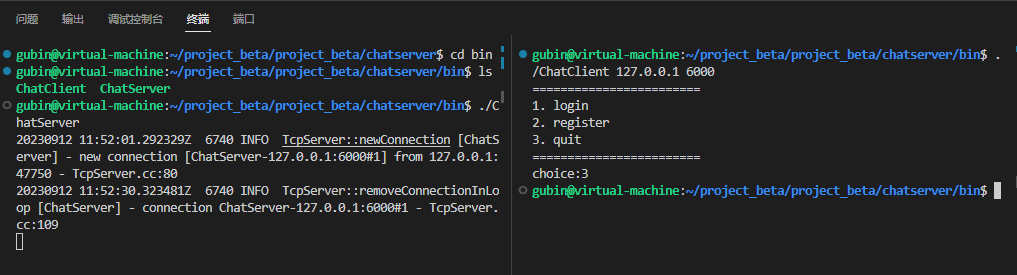 问题 输出 调试控制台 终端 端口
gubin@virtual-machine:~/project_beta/project_beta/chatserver$ cd bin
gubin@virtual-machine:~/project_beta/project_beta/chatserver/bin$ ls
ChatClient  ChatServer
gubin@virtual-machine:~/project_beta/project_beta/chatserver/bin$ ./C
hatServer
20230912 11:52:01.292329Z  6740 INFO  TcpServer::newConnection [ChatS
erver] - new connection [ChatServer-127.0.0.1:6000#1] from 127.0.0.1:
47750 - TcpServer.cc:80
20230912 11:52:30.323481Z  6740 INFO  TcpServer::removeConnectionInLo
op [ChatServer] - connection ChatServer-127.0.0.1:6000#1 - TcpServer.
cc:109
gubin@virtual-machine:~/project_beta/project_beta/chatserver/bin$ .
/ChatClient 127.0.0.1 6000
========================
1. login
2. register
3. quit
========================
choice:3
gubin@virtual-machine:~/project_beta/project_beta/chatserver/bin$